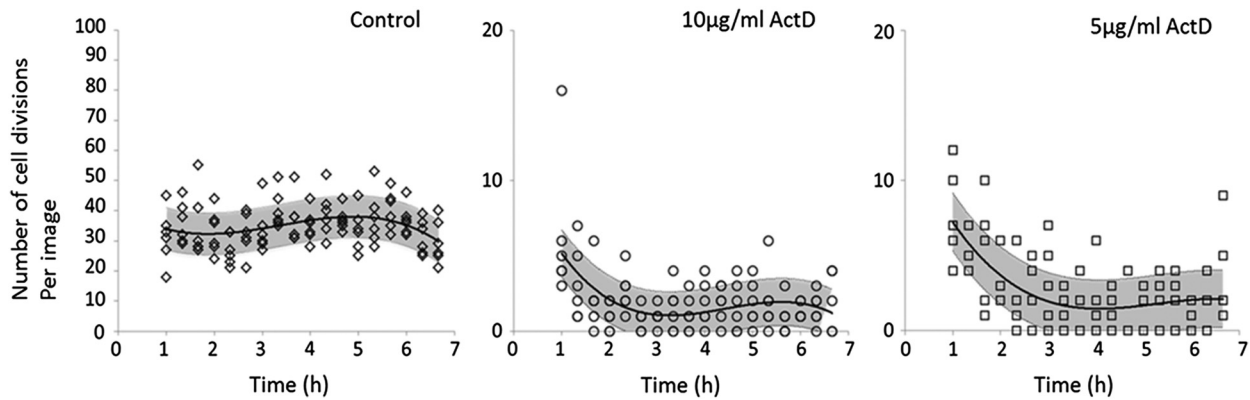 Control
10µg/ml ActD
5µg/ml ActD
Number of cell divisions
Per image
100
90
80
70
60
50
40
30
20
10
0
20
10
0
20
10
0
0 1 2 3 4 5 6 7
0 1 2 3 4 5 6 7
0 1 2 3 4 5 6 7
Time (h)
Time (h)
Time (h)